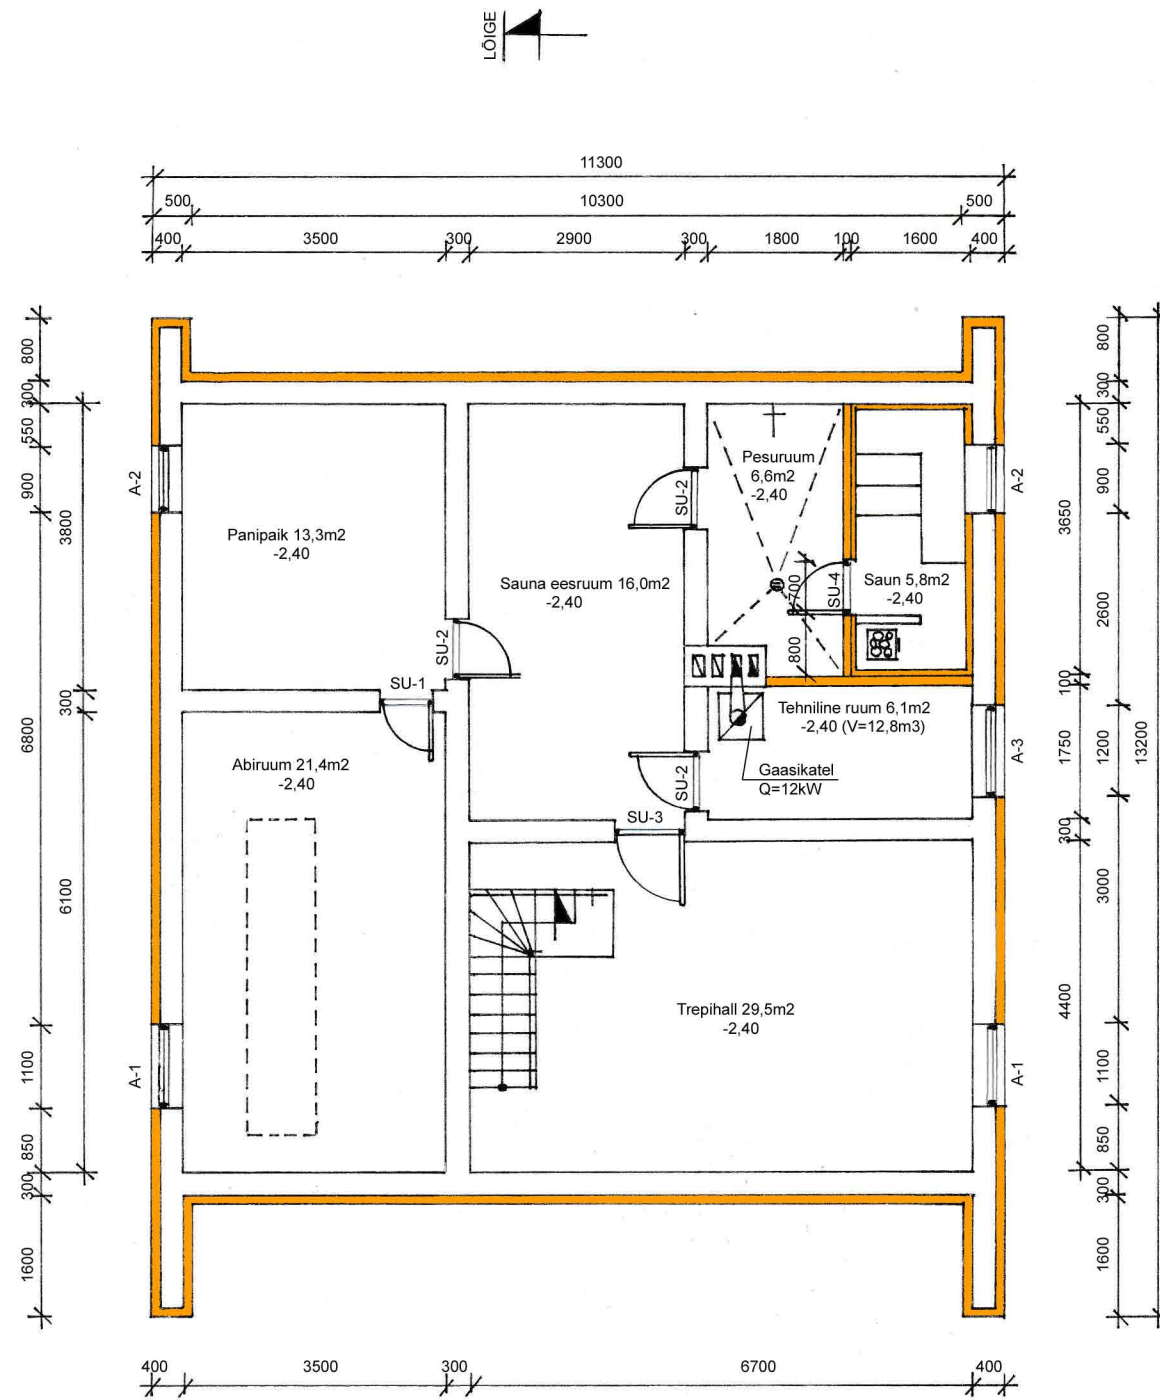 LÕIGE
11300
500
10300
500
400
3500
300
2900
300
1800
100
1600
400
800
300
550
900
3800
300
6800
6100
1100
850
300
1600
800
300
550
900
3650
2600
100
1750
1200
13200
300
3000
4400
1100
850
300
1600
A-2
A-2
A-3
A-1
A-1
Panipaik 13,3m2
-2,40
Sauna eesruum 16,0m2
-2,40
Pesuruum
6,6m2
-2,40
SU-2
SU-4
700
800
Saun 5,8m2
-2,40
SU-2
SU-1
Tehniline ruum 6,1m2
-2,40 (V=12,8m3)
Gaasikatel
Q=12kW
SU-2
SU-3
Abiruum 21,4m2
-2,40
Trepihall 29,5m2
-2,40
400
3500
300
6700
400